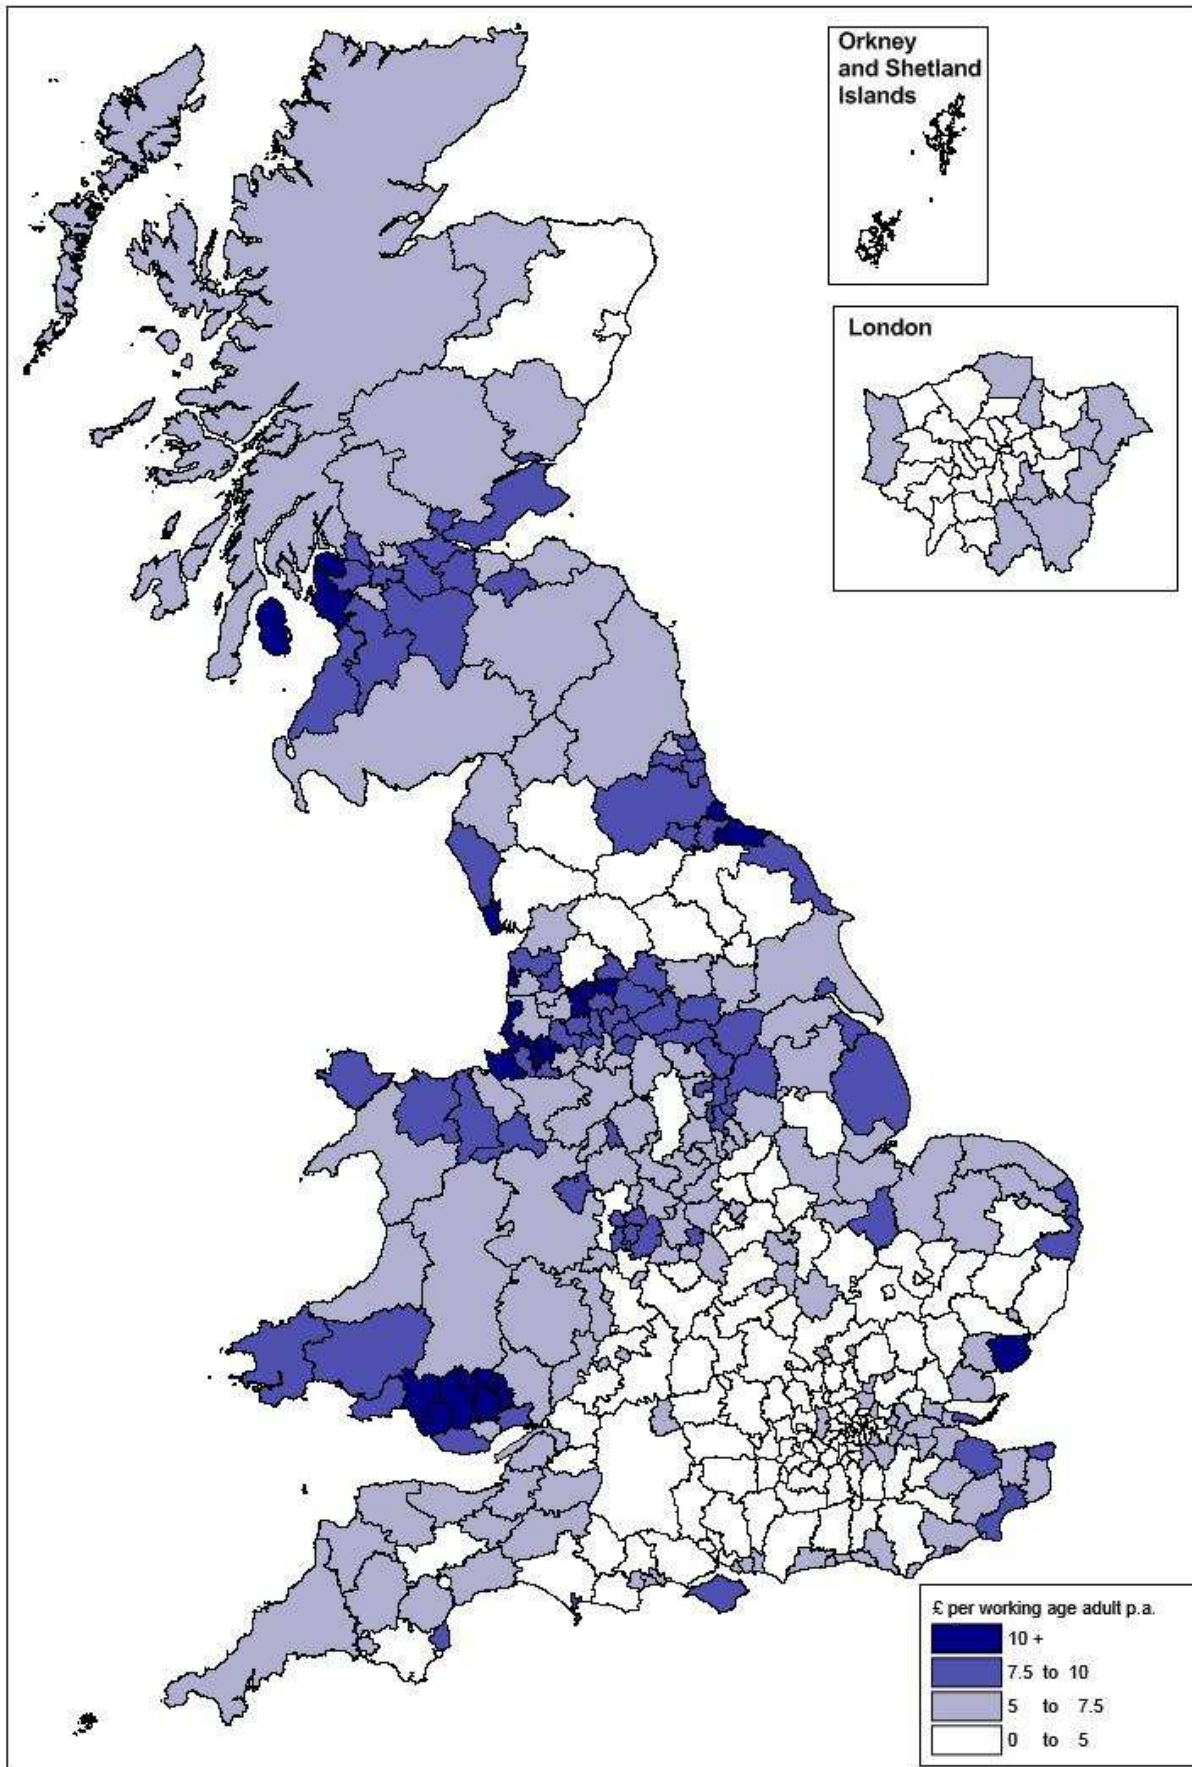 Orkney
and Shetland
Islands
London
£ per working age adult p.a.
10 +
7.5 to 10
5 to 7.5
0 to 5